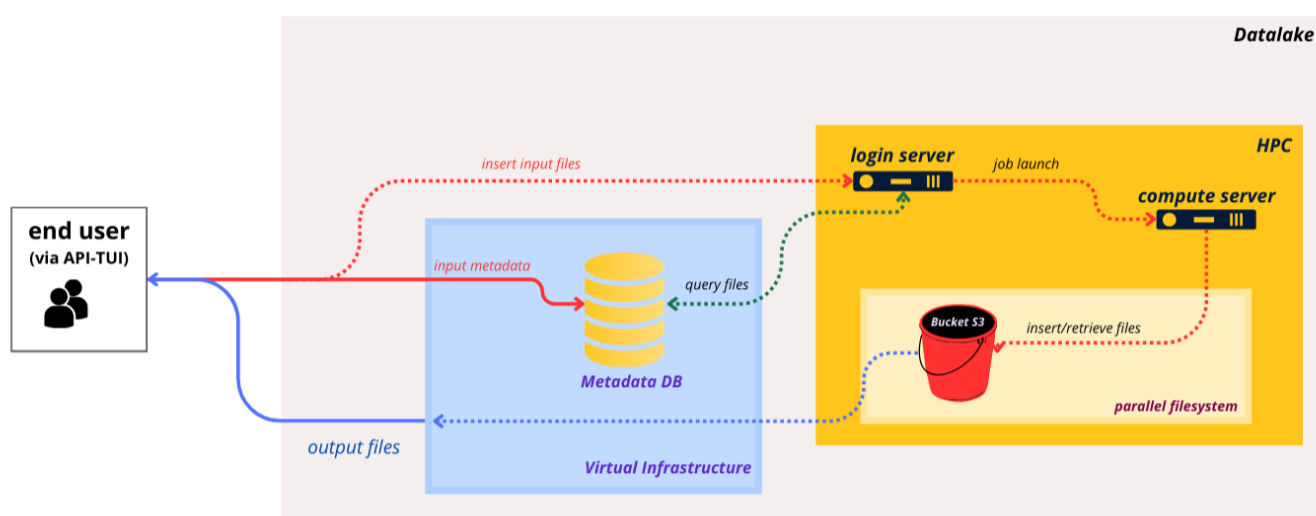 Datalake
HPC
login server
job launch
compute server
insert input files
end user
(via API-TUI)
input metadata
query files
Bucket S3
insert/retrieve files
Metadata DB
parallel filesystem
output files
Virtual Infrastructure